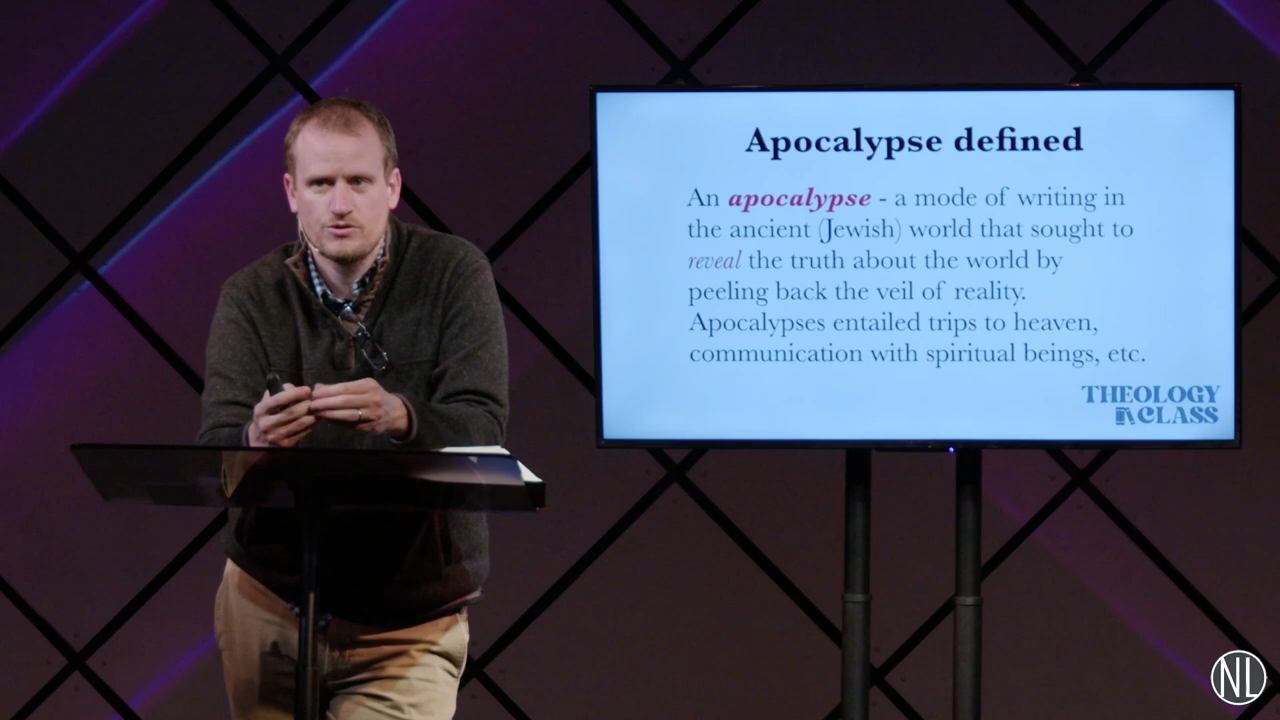 Apocalypse defined
An apocalypse - a mode of writing in
the ancient (Jewish) world that sought to
reveal the truth about the world by
peeling back the veil of reality.
Apocalypses entailed trips to heaven,
communication with spiritual beings, etc.
THEOLOGY
CLASS
NL